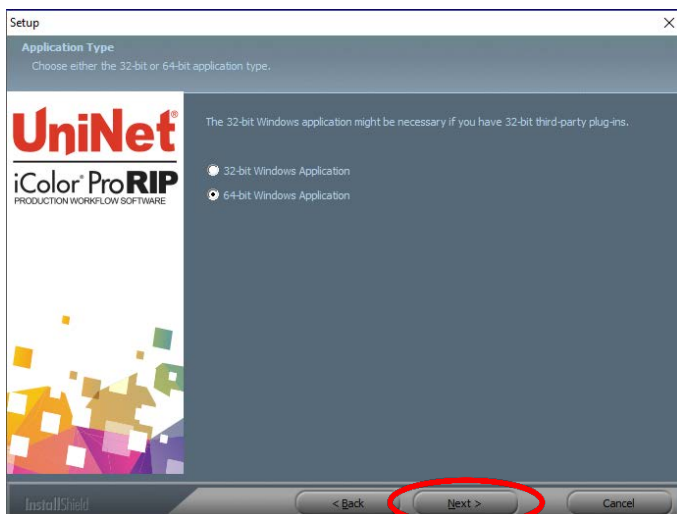 Setup
Application Type
Choose either the 32-bit or 64-bit application type.
UniNet®
iColor® ProRIP
PRODUCTION WORKFLOW SOFTWARE
The 32-bit Windows application might be necessary if you have 32-bit third-party plug-ins.
32-bit Windows Application
64-bit Windows Application
InstallShield
< Back
Next >
Cancel